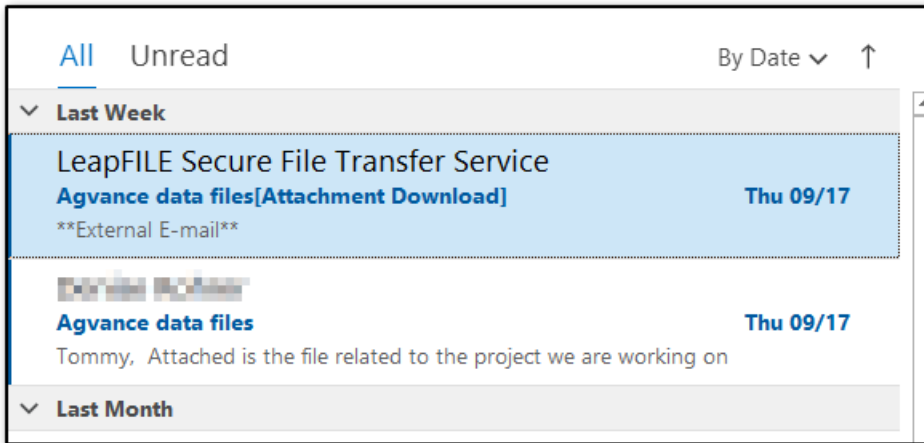 All Unread By Date
Last Week
LeapFILE Secure File Transfer Service
Agvance data files[Attachment Download] Thu 09/17
**External E-mail**
Agvance data files Thu 09/17
Tommy, Attached is the file related to the project we are working on
Last Month